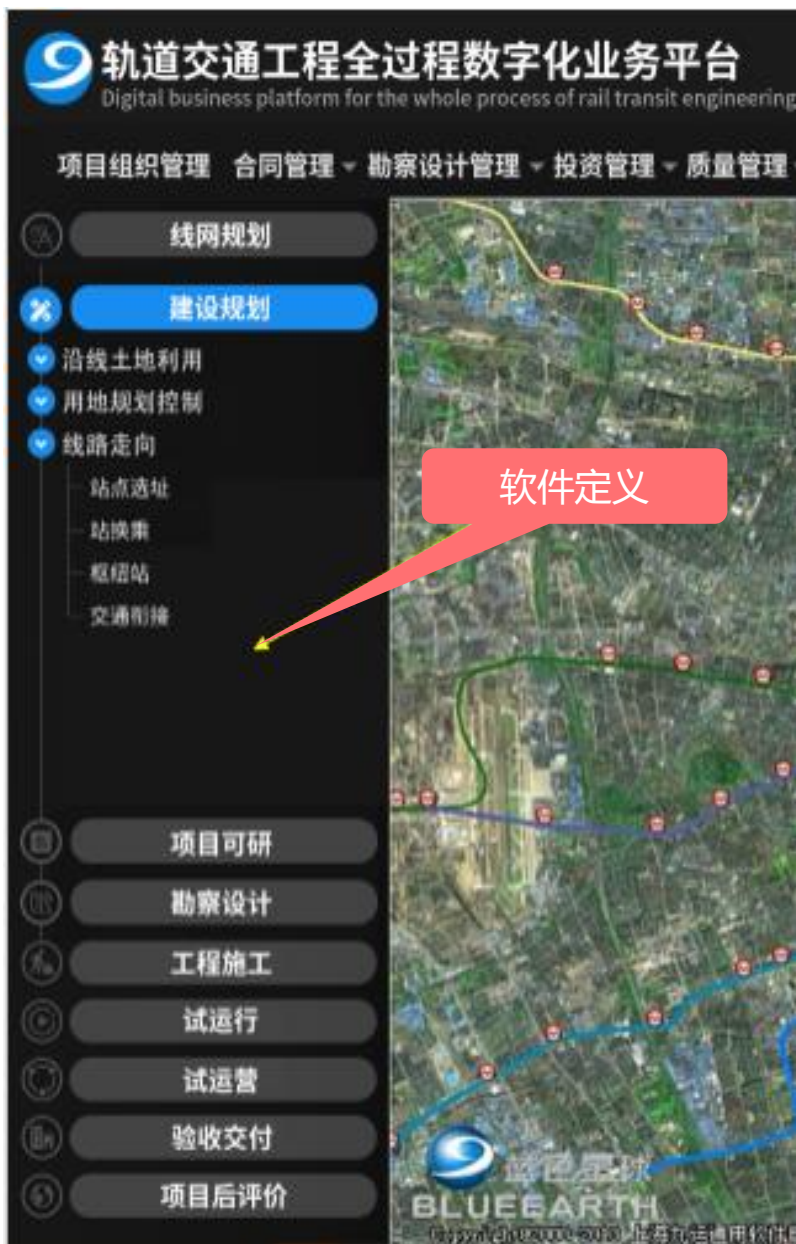 轨道交通工程全过程数字化业务平台
Digital business platform for the whole process of rail transit engineering
项目组织管理 合同管理 勘察设计管理 投资管理 质量管理
线网规划
建设规划
沿线土地利用
用地规划控制
线路走向
软件定义
站点选址
站换乘
枢纽站
交通衔接
项目可研
勘察设计
工程施工
试运行
试运营
验收交付
项目后评价
蓝色星球
BLUEEARTH